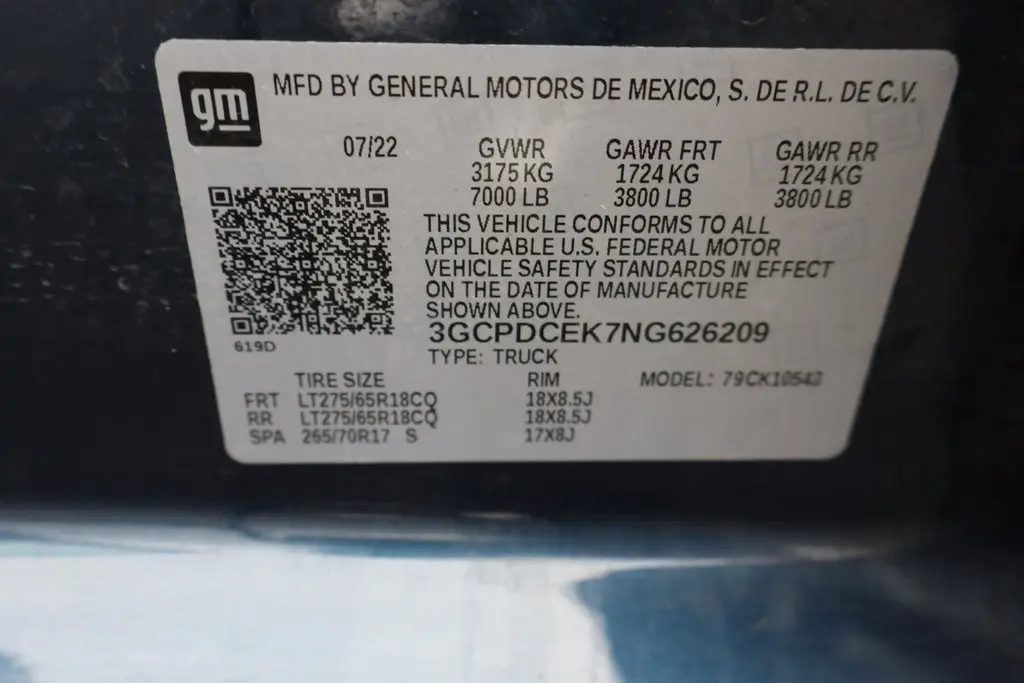 gm
MFD BY GENERAL MOTORS DE MEXICO, S. DE R.L. DE C.V.
07/22 GVWR GAWR FRT GAWR RR
3175 KG 1724 KG 1724 KG
7000 LB 3800 LB 3800 LB
THIS VEHICLE CONFORMS TO ALL
APPLICABLE U.S. FEDERAL MOTOR
VEHICLE SAFETY STANDARDS IN EFFECT
ON THE DATE OF MANUFACTURE
SHOWN ABOVE.
3GCPDCEK7NG626209
619D
TYPE: TRUCK
TIRE SIZE RIM MODEL: 79CK10543
FRT LT275/65R18CQ 18X8.5J
RR LT275/65R18CQ 18X8.5J
SPA 265/70R17 S 17X8J